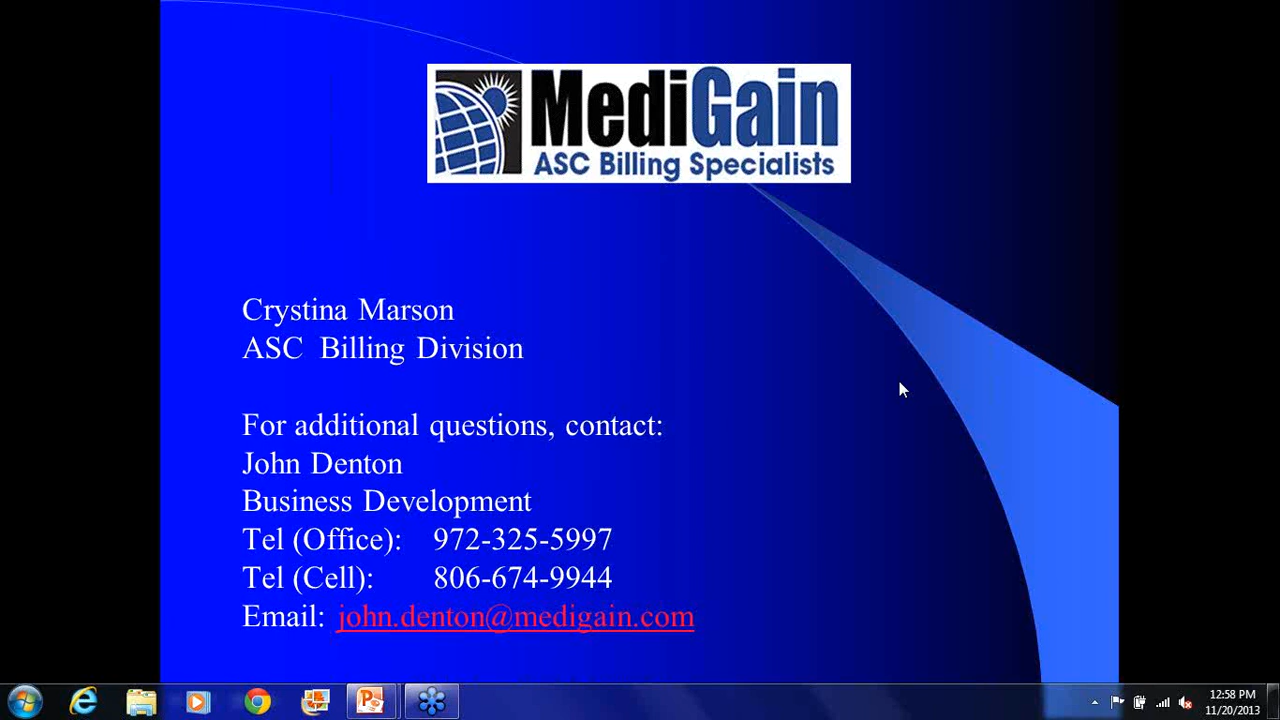 MediGain
ASC Billing Specialists
Crystina Marson
ASC Billing Division
For additional questions, contact:
John Denton
Business Development
Tel (Office): 972-325-5997
Tel (Cell): 806-674-9944
Email: john.denton@medigain.com
12:58 PM
11/20/2013